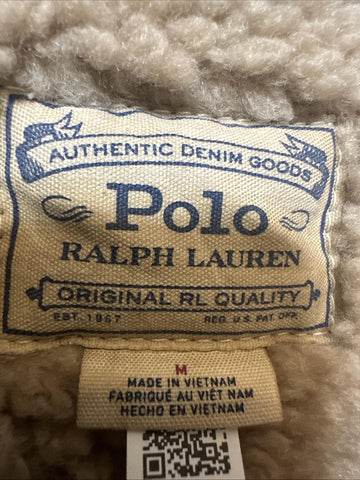 AUTHENTIC DENIM GOODS
Polo
RALPH LAUREN
ORIGINAL RL QUALITY
EST. 1967 REG. U.S. PAT. OFF.
M
MADE IN VIETNAM
FABRIQUÉ AU VIÊT NAM
HECHO EN VIETNAM